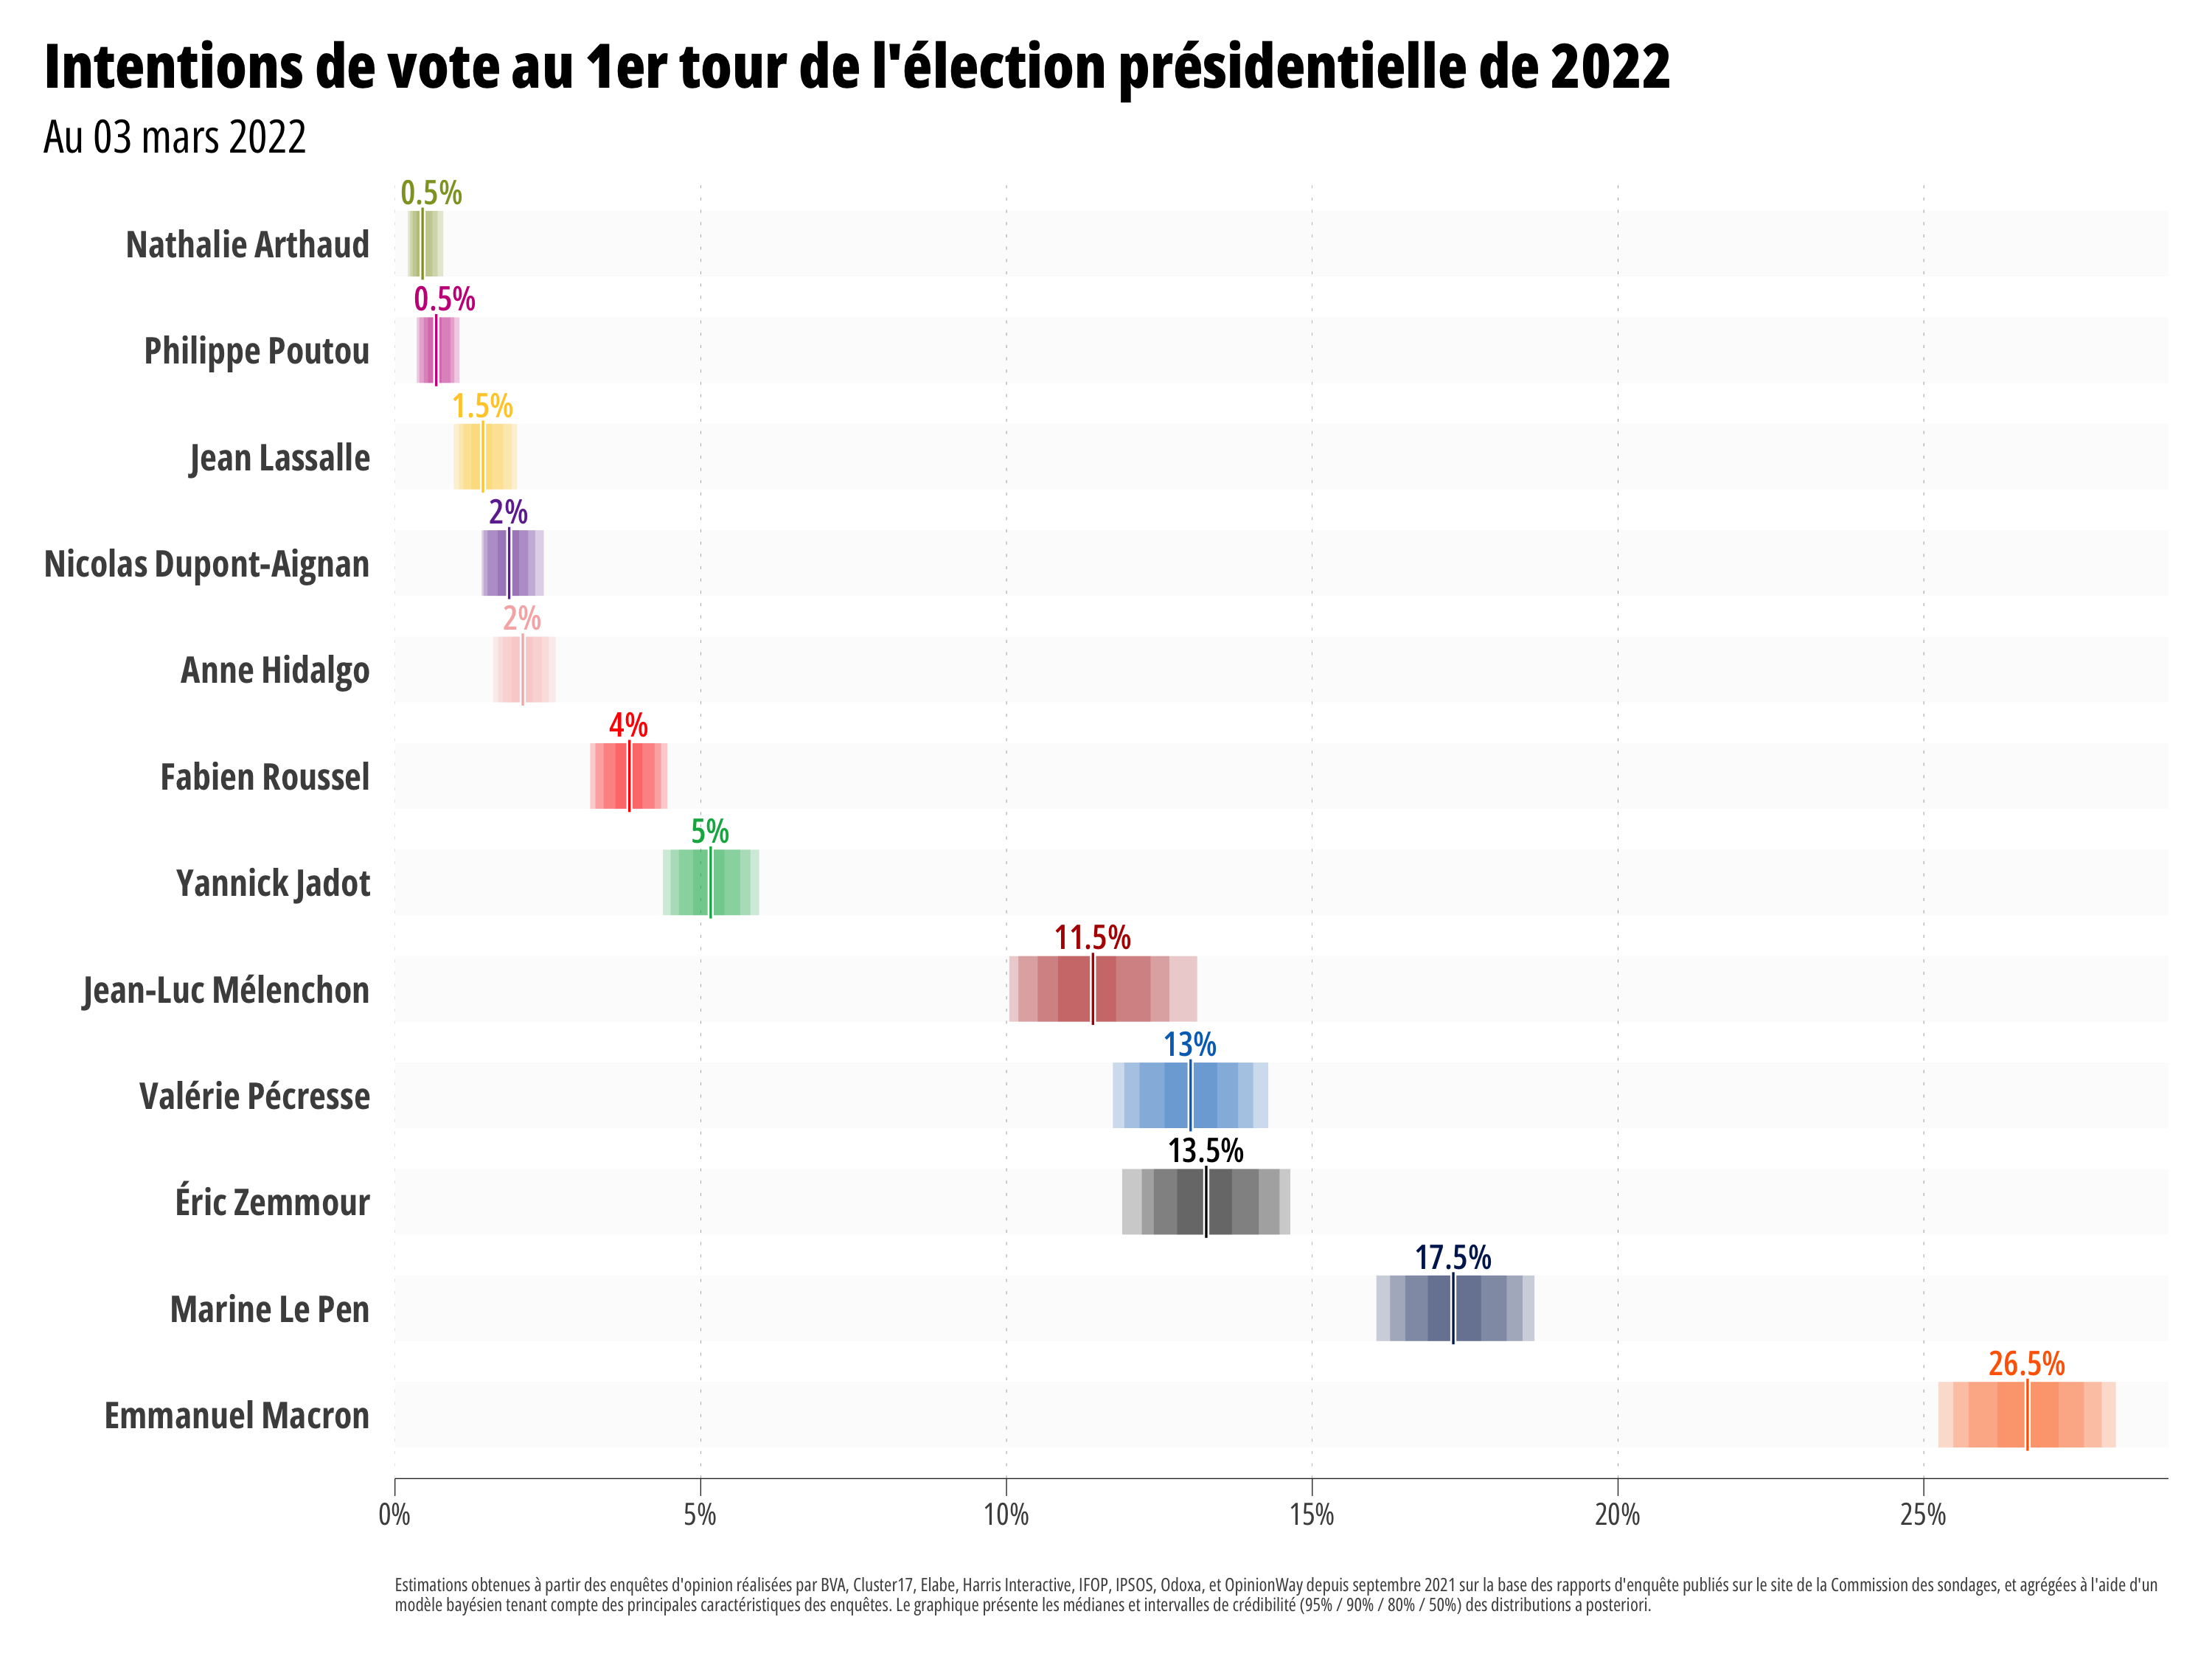 Intentions de vote au 1er tour de l'élection présidentielle de 2022
Au 03 mars 2022
0.5%
Nathalie Arthaud
0.5%
Philippe Poutou
1.5%
Jean Lassalle
2%
Nicolas Dupont-Aignan
2%
Anne Hidalgo
4%
Fabien Roussel
5%
Yannick Jadot
11.5%
Jean-Luc Mélenchon
13%
Valérie Pécresse
13.5%
Éric Zemmour
17.5%
Marine Le Pen
26.5%
Emmanuel Macron
0% 5% 10% 15% 20% 25%
Estimations obtenues à partir des enquêtes d'opinion réalisées par BVA, Cluster17, Elabe, Harris Interactive, IFOP, IPSOS, Odoxa, et OpinionWay depuis septembre 2021 sur la base des rapports d'enquête publiés sur le site de la Commission des sondages, et agrégées à l'aide d'un
modèle bayésien tenant compte des principales caractéristiques des enquêtes. Le graphique présente les médianes et intervalles de crédibilité (95% / 90% / 80% / 50%) des distributions a posteriori.